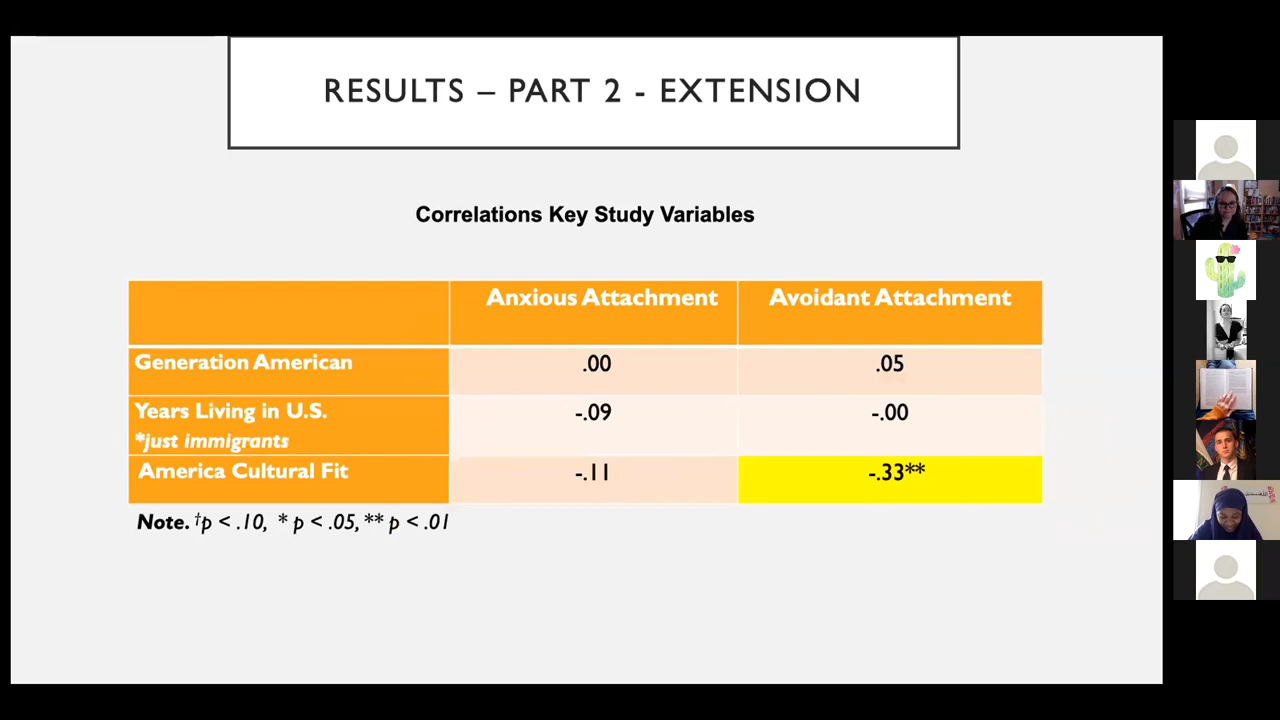 RESULTS – PART 2 - EXTENSION
Correlations Key Study Variables
Anxious Attachment Avoidant Attachment
Generation American .00 .05
Years Living in U.S. -.09 -.00
*just immigrants
America Cultural Fit -.11 -.33**
Note. †p < .10, * p < .05, ** p < .01